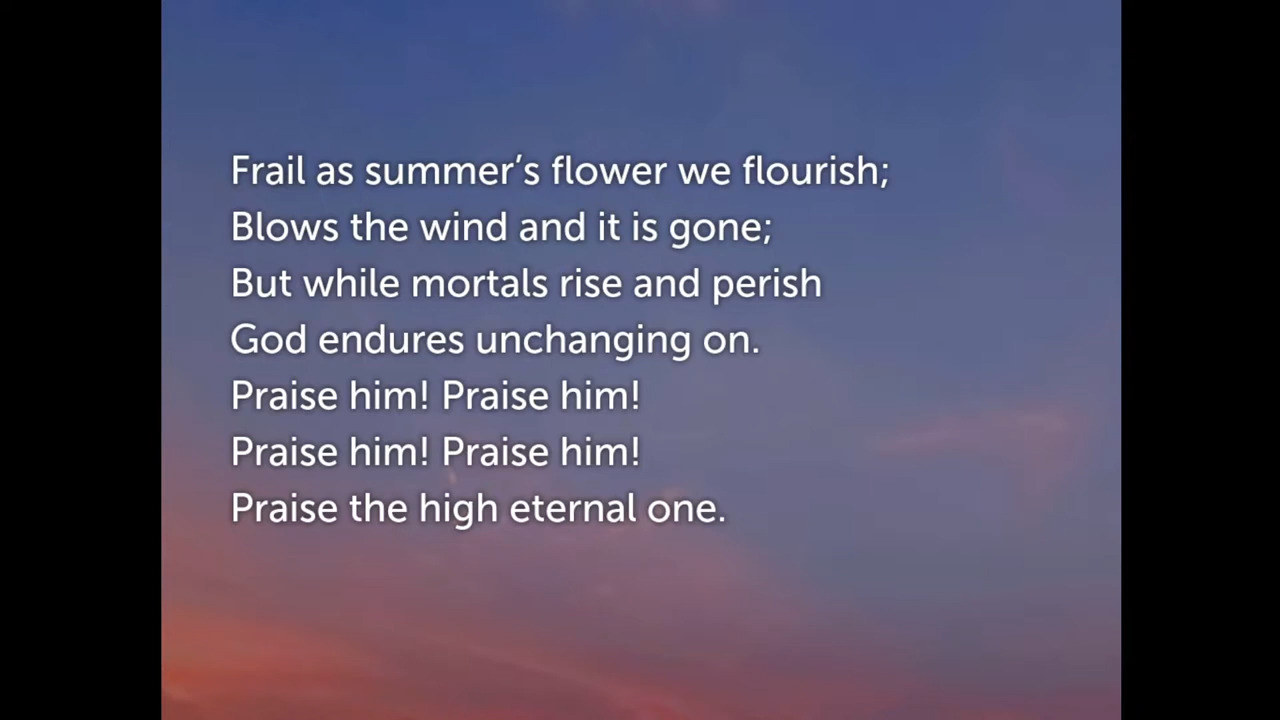 Frail as summer’s flower we flourish;
Blows the wind and it is gone;
But while mortals rise and perish
God endures unchanging on.
Praise him! Praise him!
Praise him! Praise him!
Praise the high eternal one.